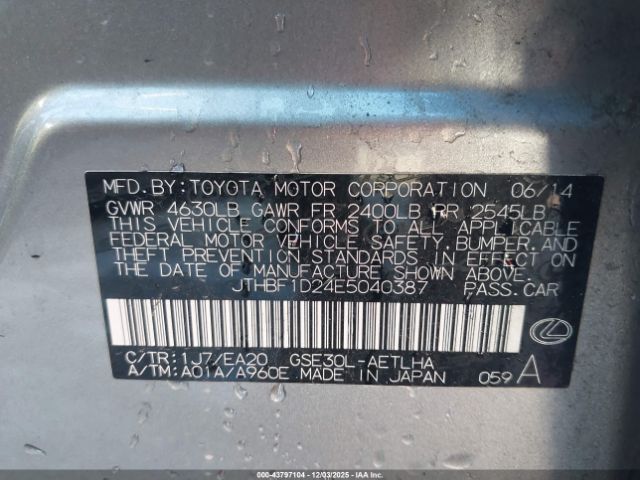 MFD.BY:TOYOTA MOTOR CORPORATION 06/14
GVWR 4630LB GAWR FR 2400LB RR 2545LB
THIS VEHICLE CONFORMS TO ALL APPLICABLE
FEDERAL MOTOR VEHICLE SAFETY, BUMPER, AND
THEFT PREVENTION STANDARDS IN EFFECT ON
THE DATE OF MANUFACTURE SHOWN ABOVE.
JTHBF1D24E5040387 PASS.CAR
C/TR:1J7/EA20 GSE30L-AETLHA
A/TM:A01A/A960E MADE IN JAPAN 059 A
000-43797104 - 12/03/2025 - IAAI.COM